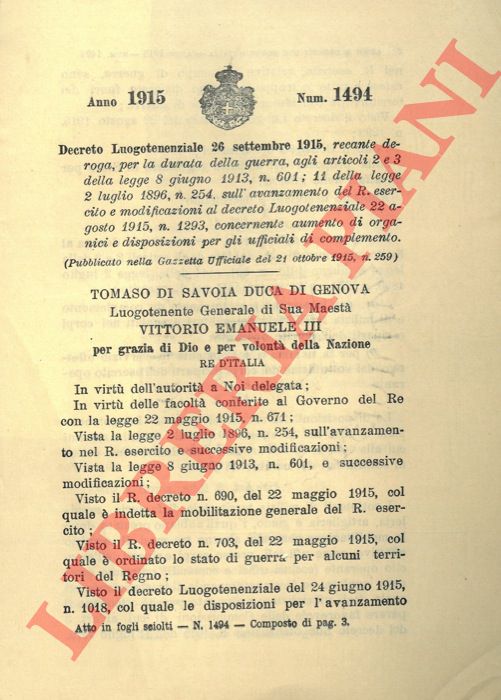 Anno 1915
Num. 1494
Decreto Luogotenenziale 26 settembre 1915, recante de-
roga, per la durata della guerra, agli articoli 2 e 3
della legge 8 giugno 1913, n. 601; 11 della legge
2 luglio 1896, n. 254, sull'avanzamento del R. eser-
cito e modificazioni al decreto Luogotenenziale 22 a-
gosto 1915, n. 1293, concernente aumento di orga-
nici e disposizioni per gli ufficiali di complemento.
(Pubblicato nella Gazzetta Ufficiale del 21 ottobre 1915, n. 259)
TOMASO DI SAVOIA DUCA DI GENOVA
Luogotenente Generale di Sua Maestà
VITTORIO EMANUELE III
per grazia di Dio e per volontà della Nazione
RE D'ITALIA
In virtù dell'autorità a Noi delegata;
In virtù delle facoltà conferite al Governo del Re
con la legge 22 maggio 1915, n. 671;
Vista la legge 2 luglio 1896, n. 254, sull'avanzamen-
to nel R. esercito e successive modificazioni;
Vista la legge 8 giugno 1913, n. 601, e successive
modificazioni;
Visto il R. decreto n. 690, del 22 maggio 1915, col
quale è indetta la mobilitazione generale del R. eser-
cito;
Visto il R. decreto n. 703, del 22 maggio 1915, col
quale è ordinato lo stato di guerra per alcuni terri-
tori del Regno;
Visto il decreto Luogotenenziale del 24 giugno 1915,
n. 1018, col quale le disposizioni per l'avanzamento
Atto in fogli sciolti — N. 1494 — Composto di pag. 3.
LIBRERIA PIANI